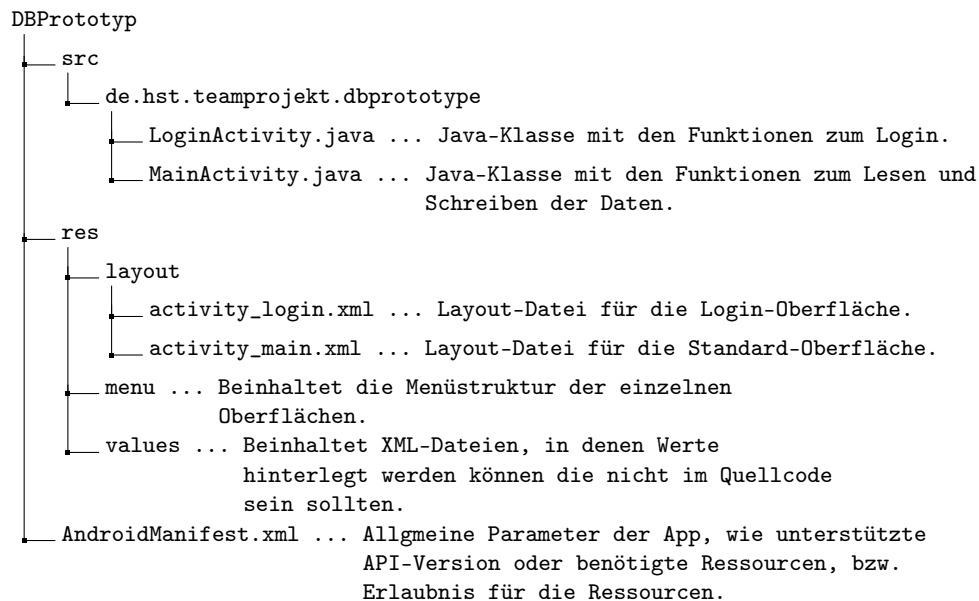 DBPrototyp
src
de.hst.teamprojekt.dbprototype
LoginActivity.java ... Java-Klasse mit den Funktionen zum Login.
MainActivity.java ... Java-Klasse mit den Funktionen zum Lesen und
Schreiben der Daten.
res
layout
activity_login.xml ... Layout-Datei für die Login-Oberfläche.
activity_main.xml ... Layout-Datei für die Standard-Oberfläche.
menu ... Beinhaltet die Menüstruktur der einzelnen
Oberflächen.
values ... Beinhaltet XML-Dateien, in denen Werte
hinterlegt werden können die nicht im Quellcode
sein sollten.
AndroidManifest.xml ... Allgmeine Parameter der App, wie unterstützte
API-Version oder benötigte Ressourcen, bzw.
Erlaubnis für die Ressourcen.